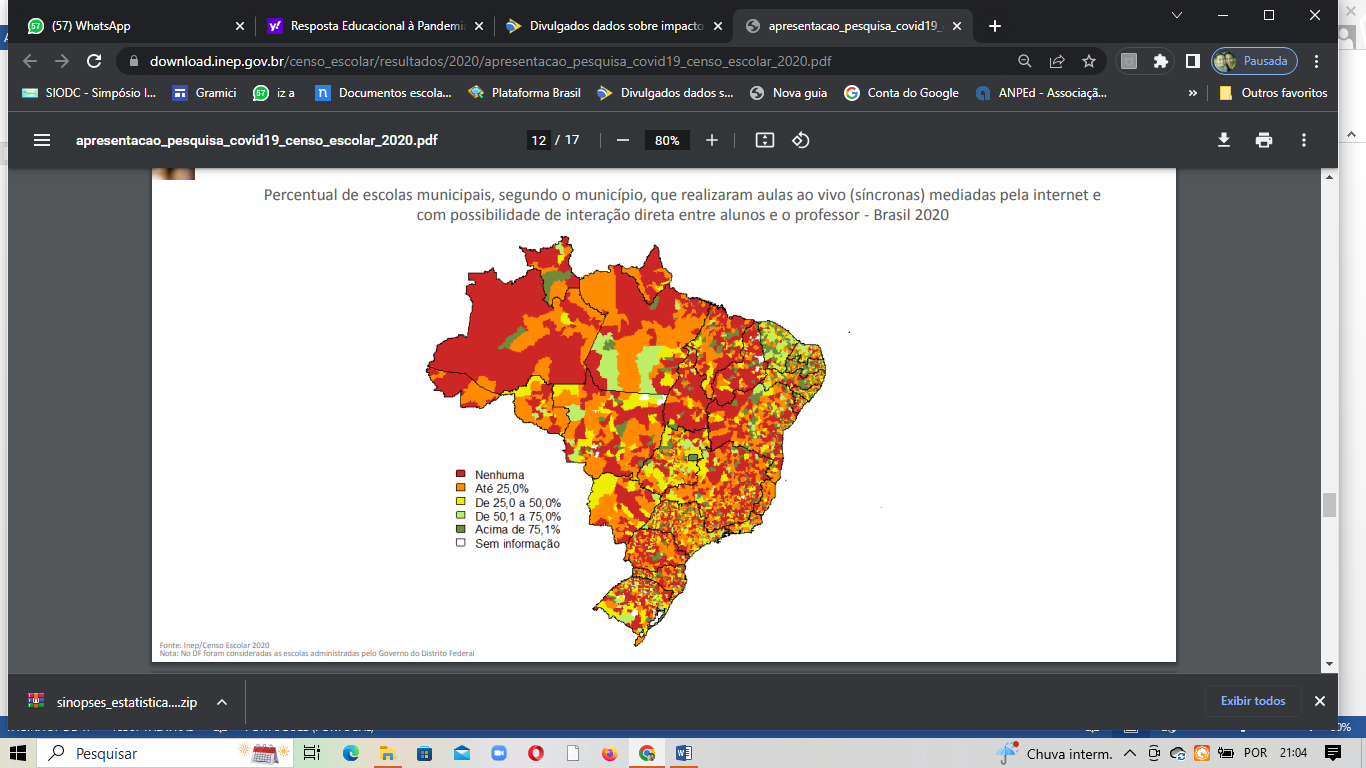 (57) WhatsApp
Resposta Educacional à Pandemi
Divulgados dados sobre impacto
apresentacao_pesquisa_covid19_
download.inep.gov.br/censo_escolar/resultados/2020/apresentacao_pesquisa_covid19_censo_escolar_2020.pdf
Pausada
SIODC - Simpósio I...
Gramici
iz a
Documentos escola...
Plataforma Brasil
Divulgados dados s...
Nova guia
Conta do Google
ANPEd - Associaçã...
»
Outros favoritos
apresentacao_pesquisa_covid19_censo_escolar_2020.pdf
12 / 17
80%
Percentual de escolas municipais, segundo o município, que realizaram aulas ao vivo (síncronas) mediadas pela internet e
com possibilidade de interação direta entre alunos e o professor - Brasil 2020
Nenhuma
Até 25,0%
De 25,0 a 50,0%
De 50,1 a 75,0%
Acima de 75,1%
Sem informação
Fonte: Inep/Censo Escolar 2020
Nota: No DF foram consideradas as escolas administradas pelo Governo do Distrito Federal
sinopses_estatistica....zip
Exibir todos
Pesquisar
Chuva interm.
POR
21:04